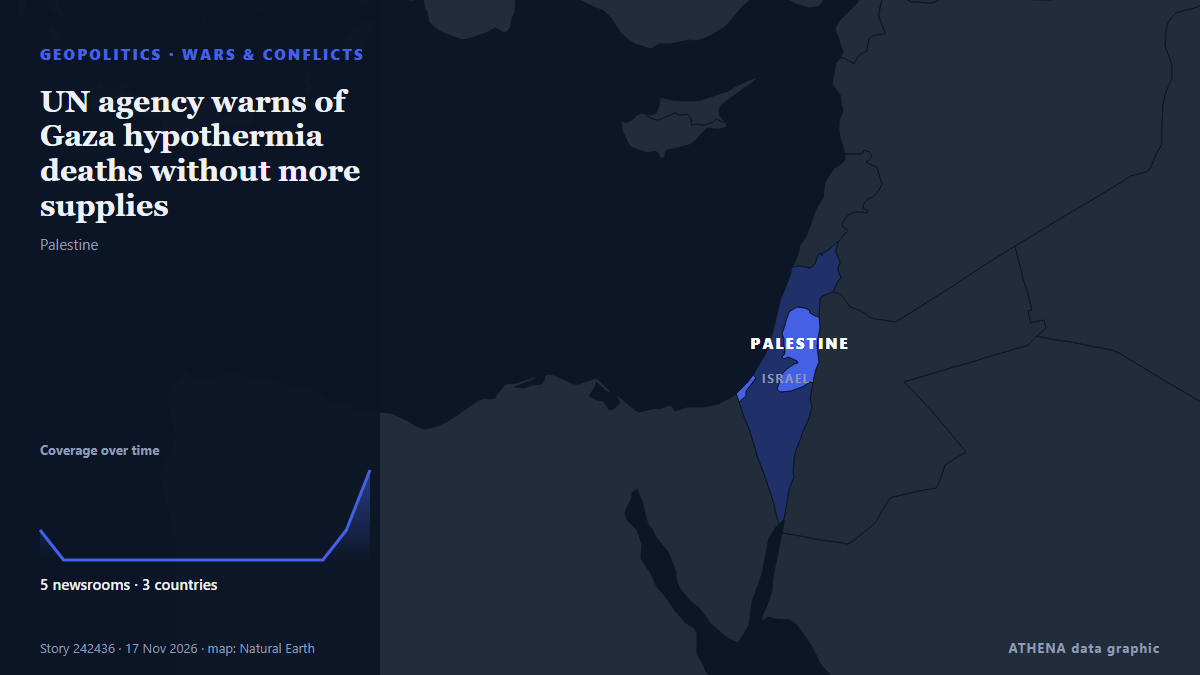 GEOPOLITICS · WARS & CONFLICTS
UN agency warns of
Gaza hypothermia
deaths without more
supplies
Palestine
PALESTINE
ISRAEL
Coverage over time
5 newsrooms · 3 countries
Story 242436 · 17 Nov 2026 · map: Natural Earth
ATHENA data graphic